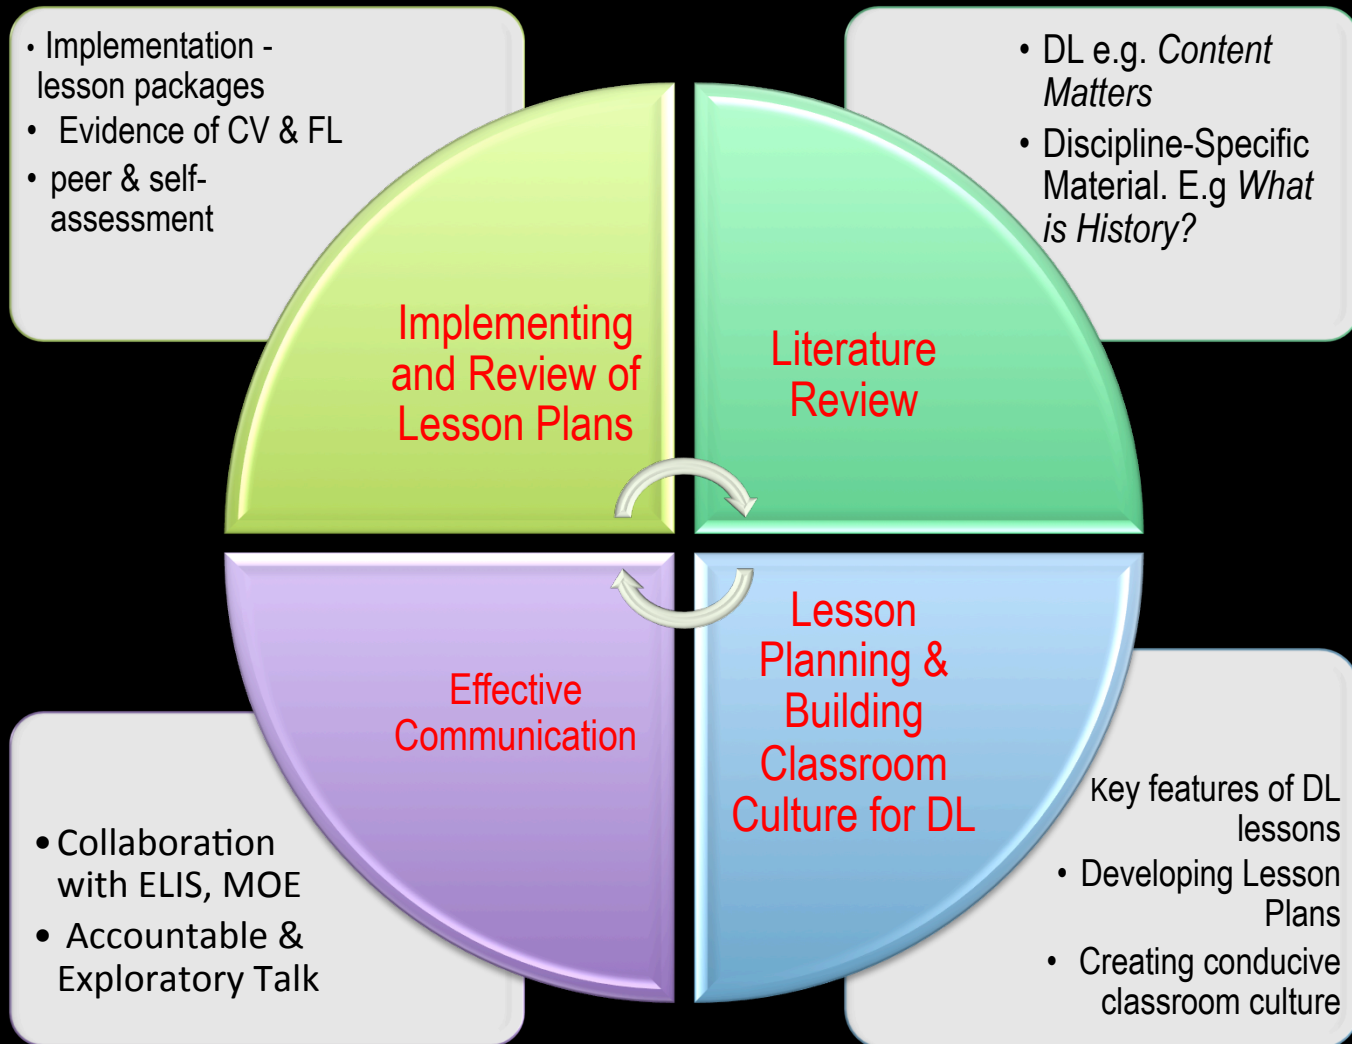 • Implementation -
lesson packages
• Evidence of CV & FL
• peer & self-
assessment
• DL e.g. Content
Matters
• Discipline-Specific
Material. E.g What
is History?
Implementing
and Review of
Lesson Plans
Literature
Review
Effective
Communication
Lesson
Planning &
Building
Classroom
Culture for DL
• Collaboration
with ELIS, MOE
• Accountable &
Exploratory Talk
Key features of DL
lessons
• Developing Lesson
Plans
• Creating conducive
classroom culture